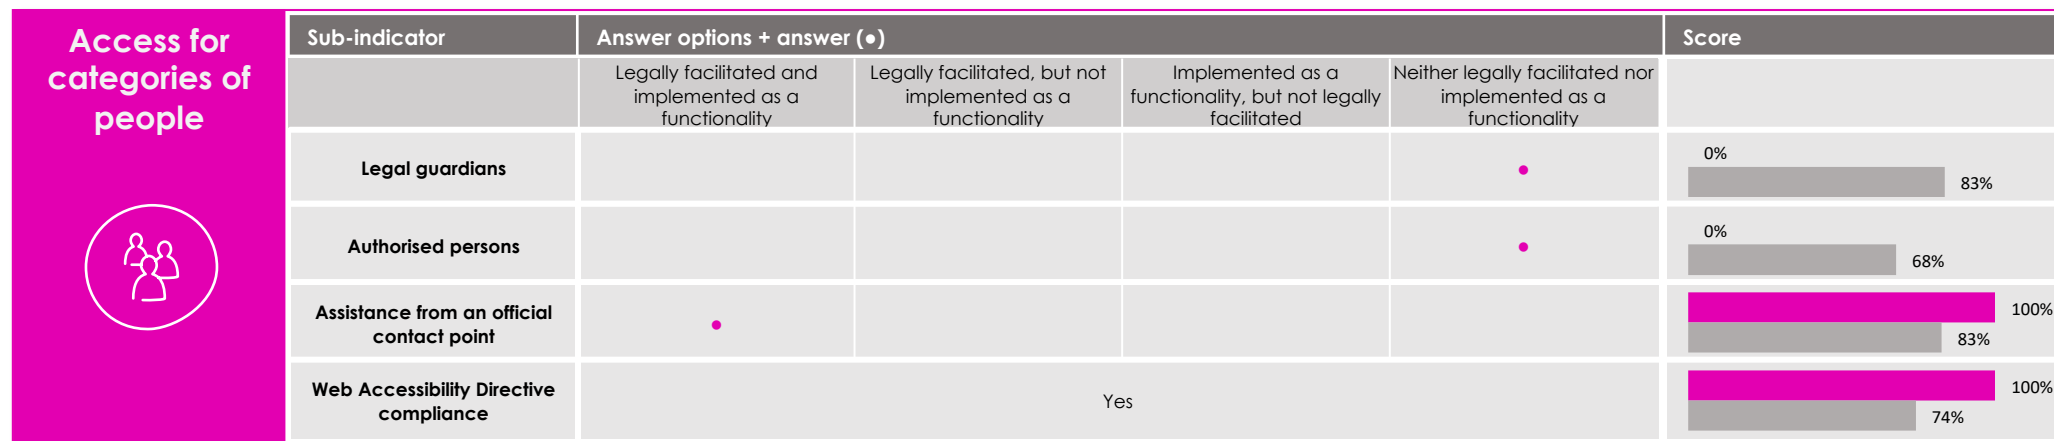 Access for
categories of
people
Sub-indicator
Answer options + answer (●)
Score
Legally facilitated and
implemented as a
functionality
Legally facilitated, but not
implemented as a
functionality
Implemented as a
functionality, but not legally
facilitated
Neither legally facilitated nor
implemented as a
functionality
Legal guardians
●
0%
83%
Authorised persons
●
0%
68%
Assistance from an official
contact point
●
100%
83%
Web Accessibility Directive
compliance
Yes
100%
74%